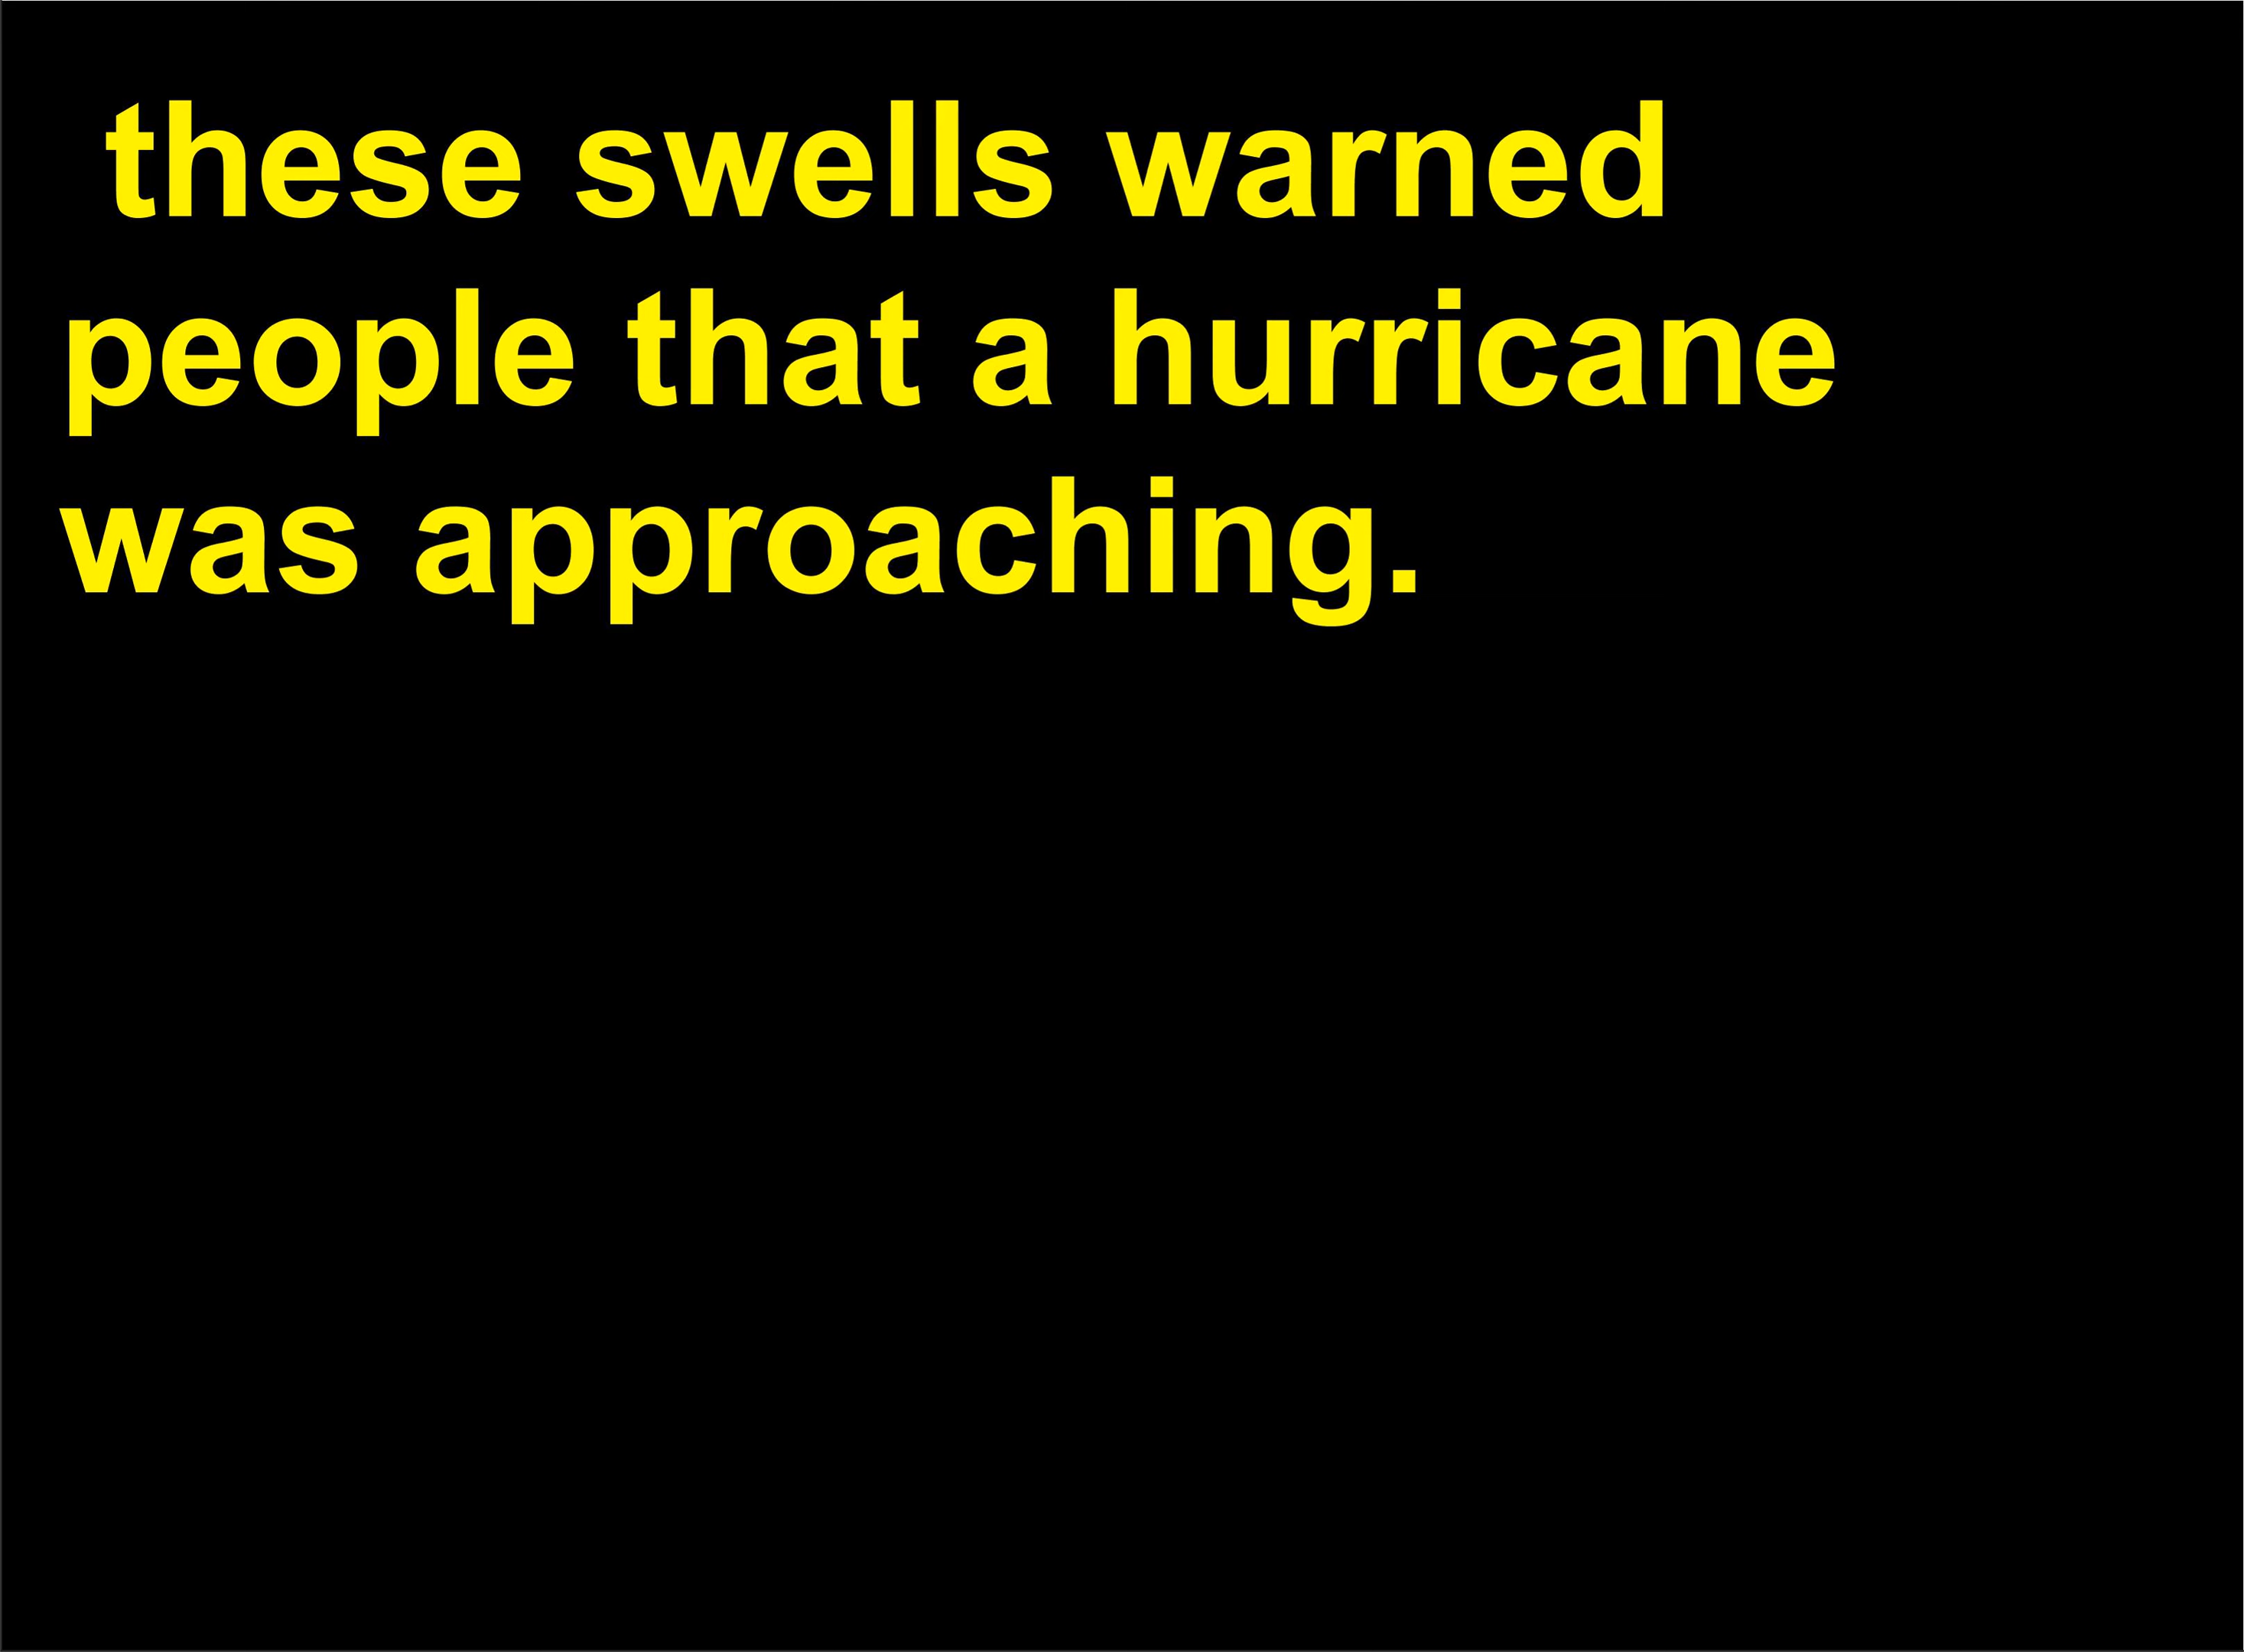 these swells warned
people that a hurricane
was approaching.